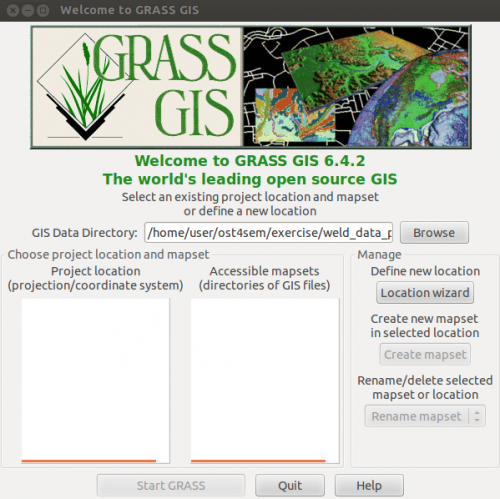 Welcome to GRASS GIS
GRASS
GIS
Welcome to GRASS GIS 6.4.2
The world's leading open source GIS
Select an existing project location and mapset
or define a new location
GIS Data Directory: /home/user/ost4sem/exercise/weld_data_p Browse
Choose project location and mapset
Project location
(projection/coordinate system)
Accessible mapsets
(directories of GIS files)
Manage
Define new location
Location wizard
Create new mapset
in selected location
Create mapset
Rename/delete selected
mapset or location
Rename mapset
Start GRASS Quit Help